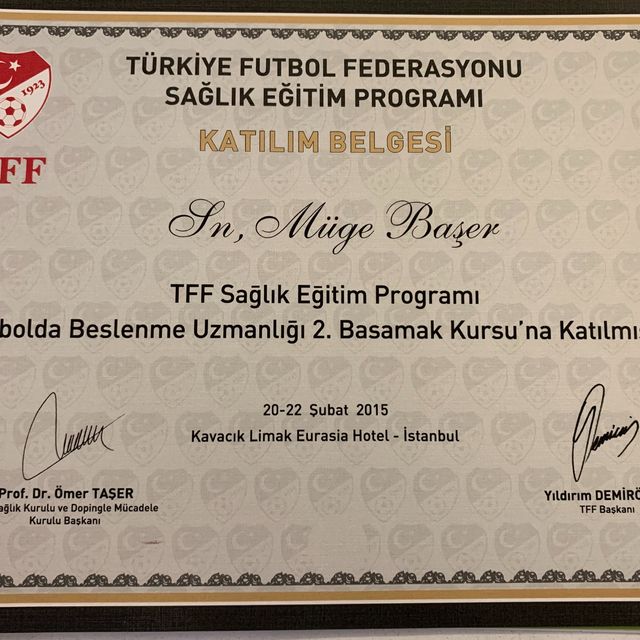 TÜRKİYE FUTBOL FEDERASYONU
SAĞLIK EĞİTİM PROGRAMI
KATILIM BELGESİ
1923
FF
Sn, Müge Başer
TFF Sağlık Eğitim Programı
bolda Beslenme Uzmanlığı 2. Basamak Kursu'na Katılmış
20-22 Şubat 2015
Kavacık Limak Eurasia Hotel - İstanbul
Prof. Dr. Ömer TAŞER
ağlık Kurulu ve Dopingle Mücadele
Kurulu Başkanı
Yıldırım DEMİRÖ
TFF Başkanı